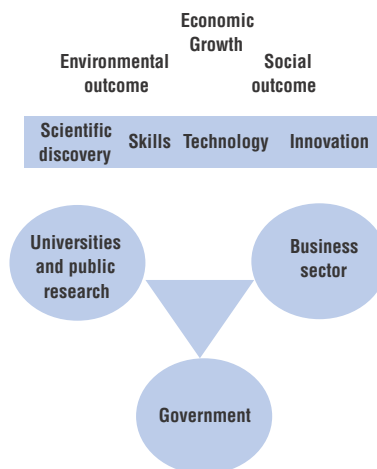 Economic
Growth
Environmental
outcome
Social
outcome
Scientific
discovery
Skills
Technology
Innovation
Universities
and public
research
Business
sector
Government